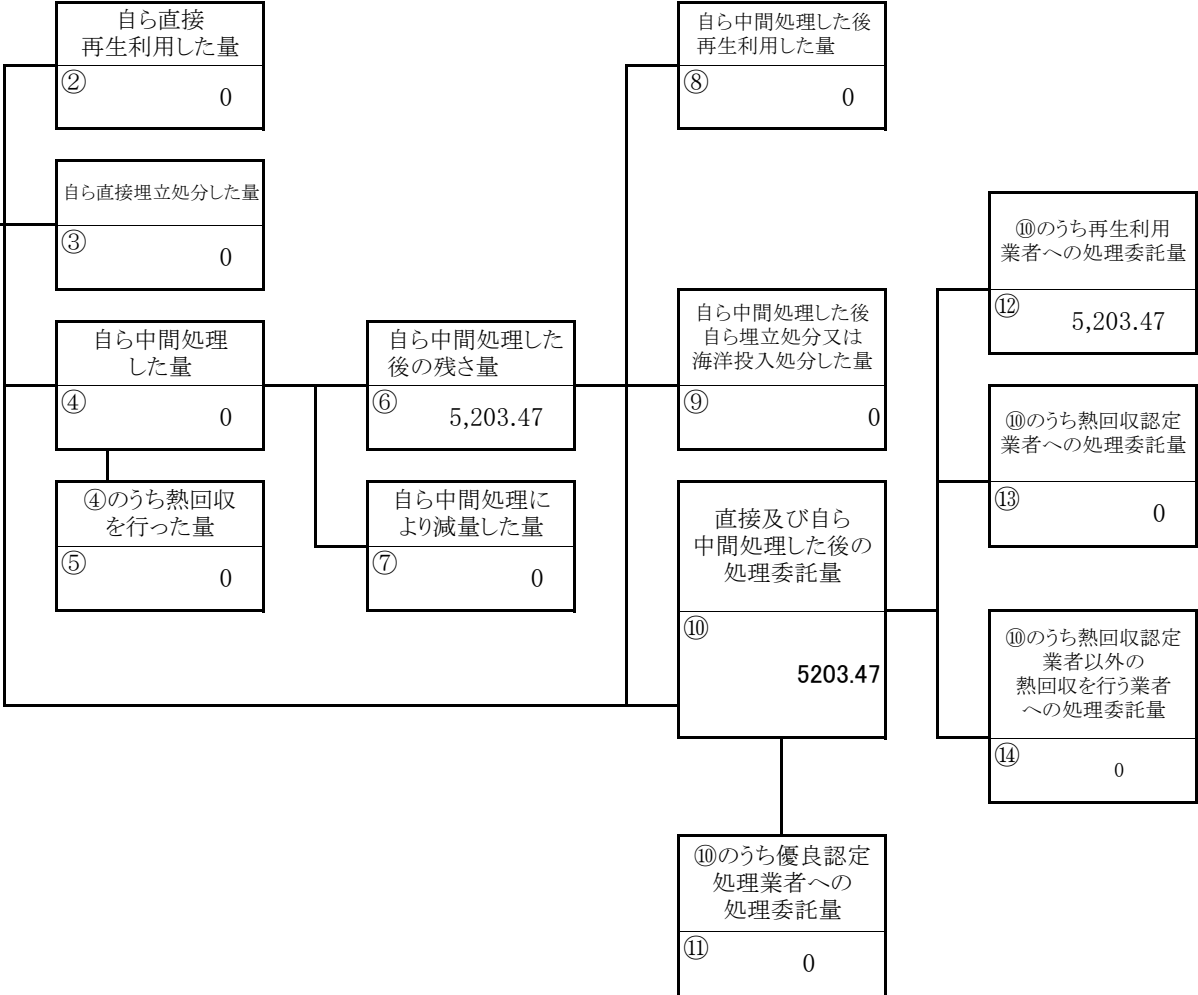 自ら直接
再生利用した量
②
0
自ら直接埋立処分した量
③
0
自ら中間処理
した量
④
0
④のうち熱回収
を行った量
⑤
0
自ら中間処理した
後の残さ量
⑥
5,203.47
自ら中間処理に
より減量した量
⑦
0
自ら中間処理した後
再生利用した量
⑧
0
自ら中間処理した後
自ら埋立処分又は
海洋投入処分した量
⑨
0
直接及び自ら
中間処理した後の
処理委託量
⑩
5203.47
⑩のうち優良認定
処理業者への
処理委託量
⑪
0
⑩のうち再生利用
業者への処理委託量
⑫
5,203.47
⑩のうち熱回収認定
業者への処理委託量
⑬
0
⑩のうち熱回収認定
業者以外の
熱回収を行う業者
への処理委託量
⑭
0